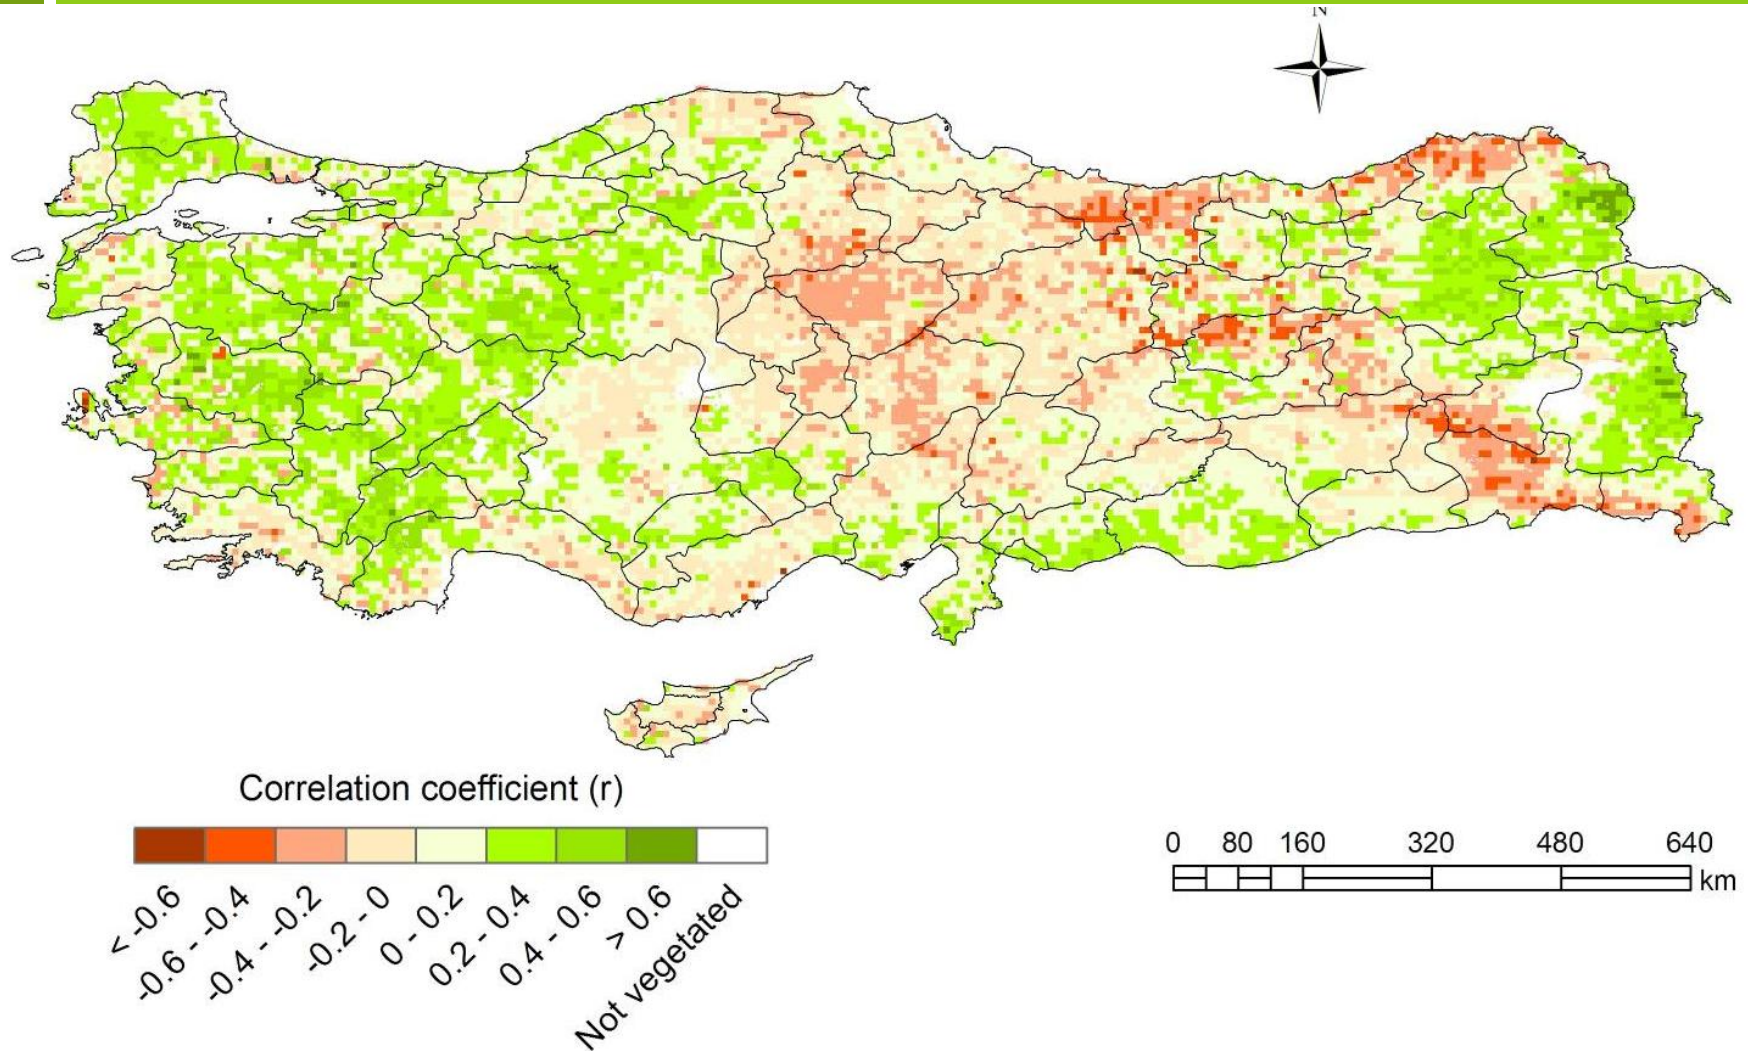 N
Correlation coefficient (r)
< -0.6
-0.6 - -0.4
-0.4 - -0.2
-0.2 - 0
0 - 0.2
0.2 - 0.4
0.4 - 0.6
> 0.6
Not vegetated
0 80 160 320 480 640
km